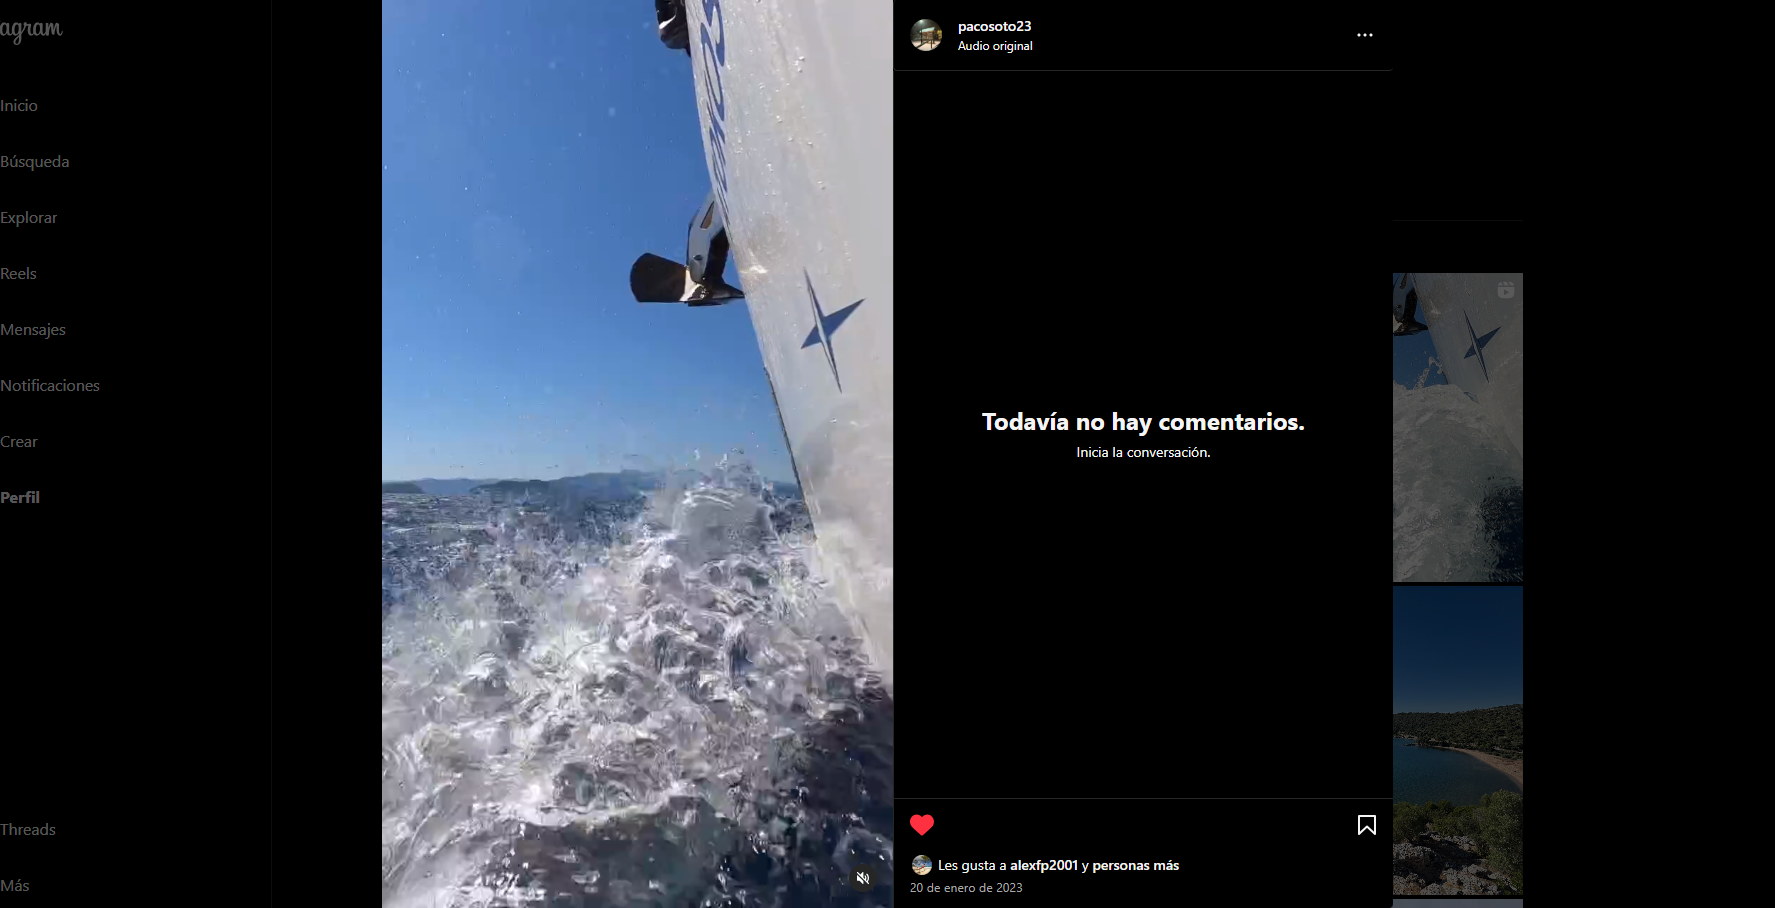 agram
Inicio
Búsqueda
Explorar
Reels
Mensajes
Notificaciones
Crear
Perfil
Threads
Más
pacosoto23
Audio original
Todavía no hay comentarios.
Inicia la conversación.
Les gusta a alexfp2001 y personas más
20 de enero de 2023